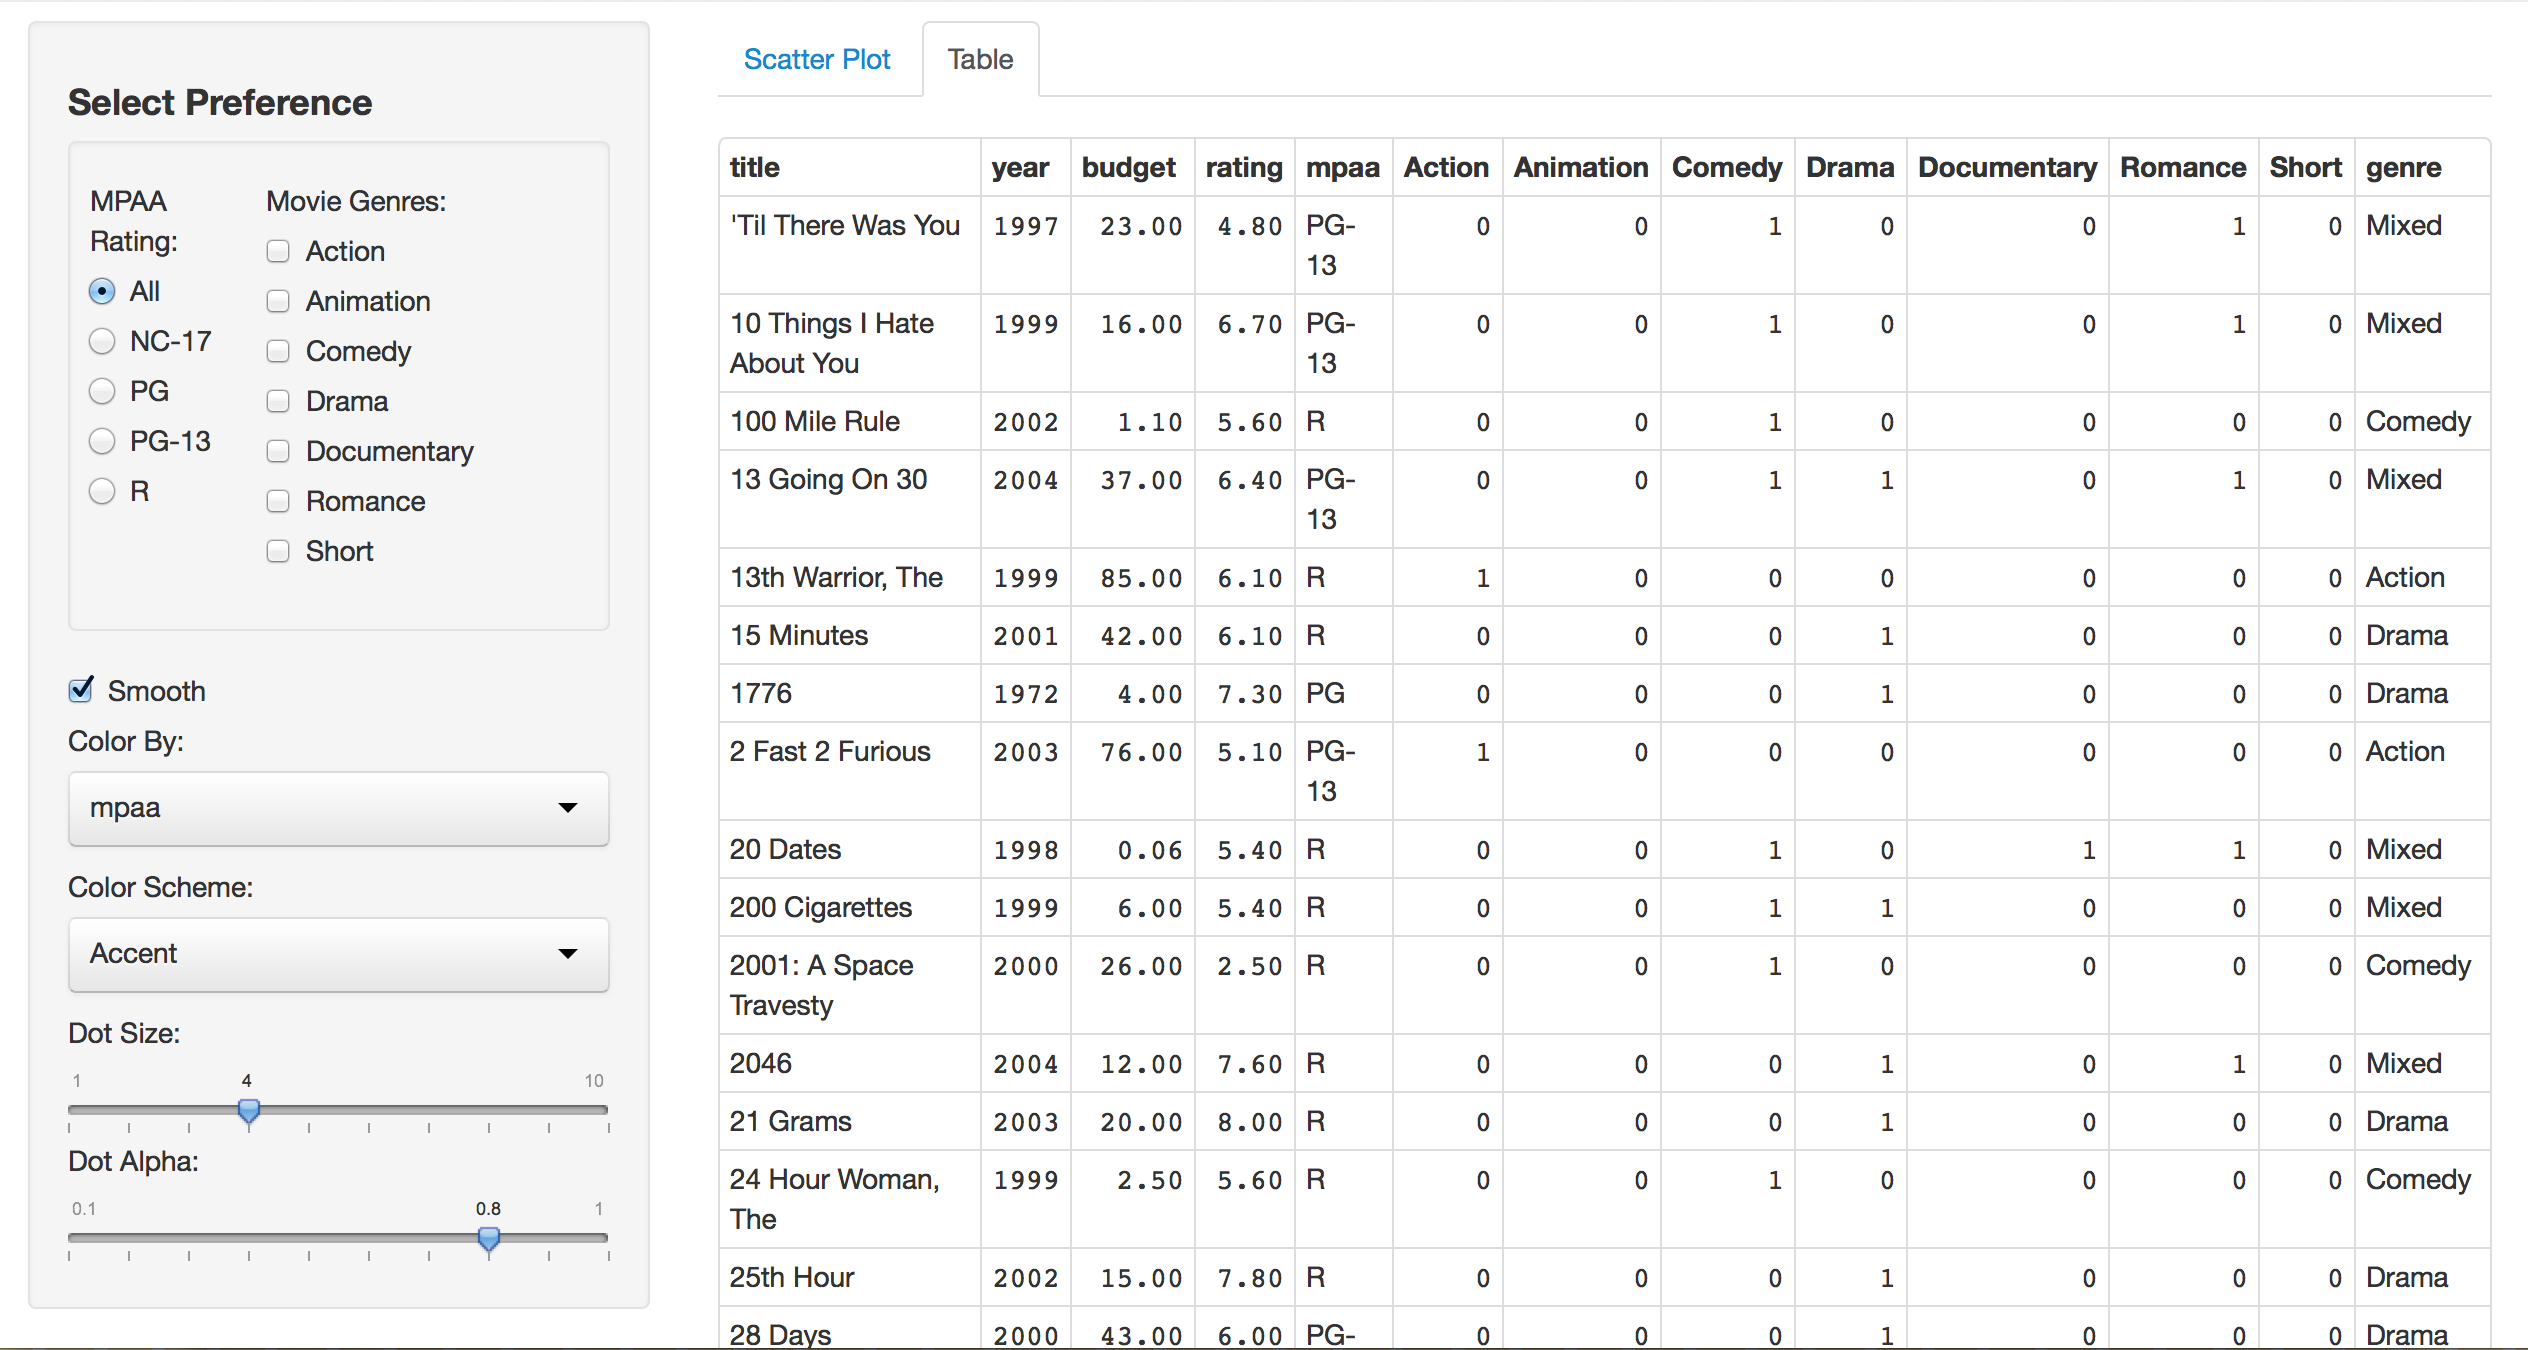 Select Preference
MPAA
Rating:
All
NC-17
PG
PG-13
R
Movie Genres:
Action
Animation
Comedy
Drama
Documentary
Romance
Short
Smooth
Color By:
mpaa
Color Scheme:
Accent
Dot Size:
1 4 10
Dot Alpha:
0.1 0.8 1
Scatter Plot Table
title year budget rating mpaa Action Animation Comedy Drama Documentary Romance Short genre
'Til There Was You 1997 23.00 4.80 PG- 0 0 1 0 0 1 0 Mixed
13
10 Things I Hate 1999 16.00 6.70 PG- 0 0 1 0 0 1 0 Mixed
About You 13
100 Mile Rule 2002 1.10 5.60 R 0 0 1 0 0 0 0 Comedy
13 Going On 30 2004 37.00 6.40 PG- 0 0 1 1 0 1 0 Mixed
13
13th Warrior, The 1999 85.00 6.10 R 1 0 0 0 0 0 0 Action
15 Minutes 2001 42.00 6.10 R 0 0 0 1 0 0 0 Drama
1776 1972 4.00 7.30 PG 0 0 0 1 0 0 0 Drama
2 Fast 2 Furious 2003 76.00 5.10 PG- 1 0 0 0 0 0 0 Action
13
20 Dates 1998 0.06 5.40 R 0 0 1 0 1 1 0 Mixed
200 Cigarettes 1999 6.00 5.40 R 0 0 1 1 0 0 0 Mixed
2001: A Space 2000 26.00 2.50 R 0 0 1 0 0 0 0 Comedy
Travesty
2046 2004 12.00 7.60 R 0 0 0 1 0 1 0 Mixed
21 Grams 2003 20.00 8.00 R 0 0 0 1 0 0 0 Drama
24 Hour Woman, 1999 2.50 5.60 R 0 0 1 0 0 0 0 Comedy
The
25th Hour 2002 15.00 7.80 R 0 0 0 1 0 0 0 Drama
28 Days 2000 43.00 6.00 PG- 0 0 0 1 0 0 0 Drama